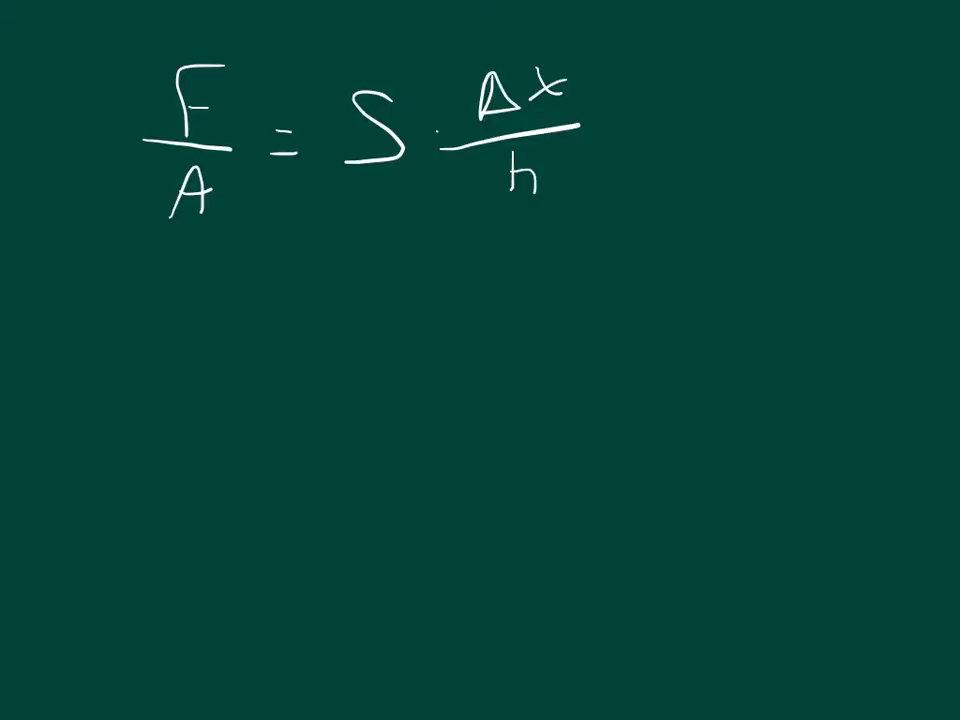 F/A = S · Δx/h